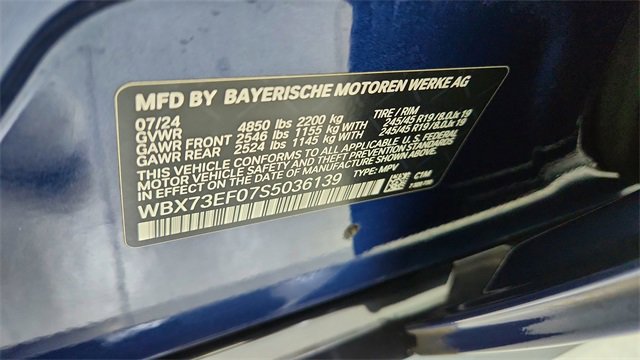 MFD BY BAYERISCHE MOTOREN WERKE AG
07/24 TIRE / RIM
GVWR 4850 lbs 2200 kg
GAWR FRONT 2546 lbs 1155 kg WITH 245/45 R19 / 8.0Jx 19
GAWR REAR 2524 lbs 1145 kg WITH 245/45 R19 / 8.0Jx 19
THIS VEHICLE CONFORMS TO ALL APPLICABLE U.S. FEDERAL
MOTOR VEHICLE SAFETY AND THEFT PREVENTION STANDARDS
IN EFFECT ON THE DATE OF MANUFACTURE SHOWN ABOVE.
WBX73EF07S5036139 TYPE: MPV
C1M